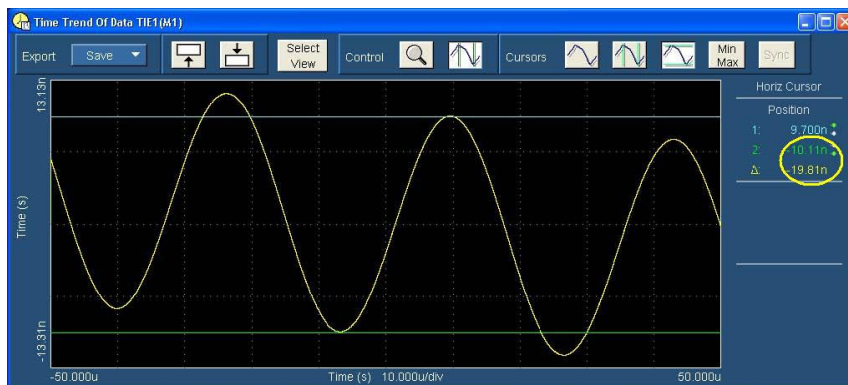 Time Trend Of Data TIE1(M1)
Export
Save
Select
View
Control
Cursors
Min
Max
Sync
13.13n
Time (s)
-13.31n
-50.000u
Time (s) 10.000u/div
50.000u
Horiz Cursor
Position
1: 9.700n
2: -10.11n
Δ: -19.81n